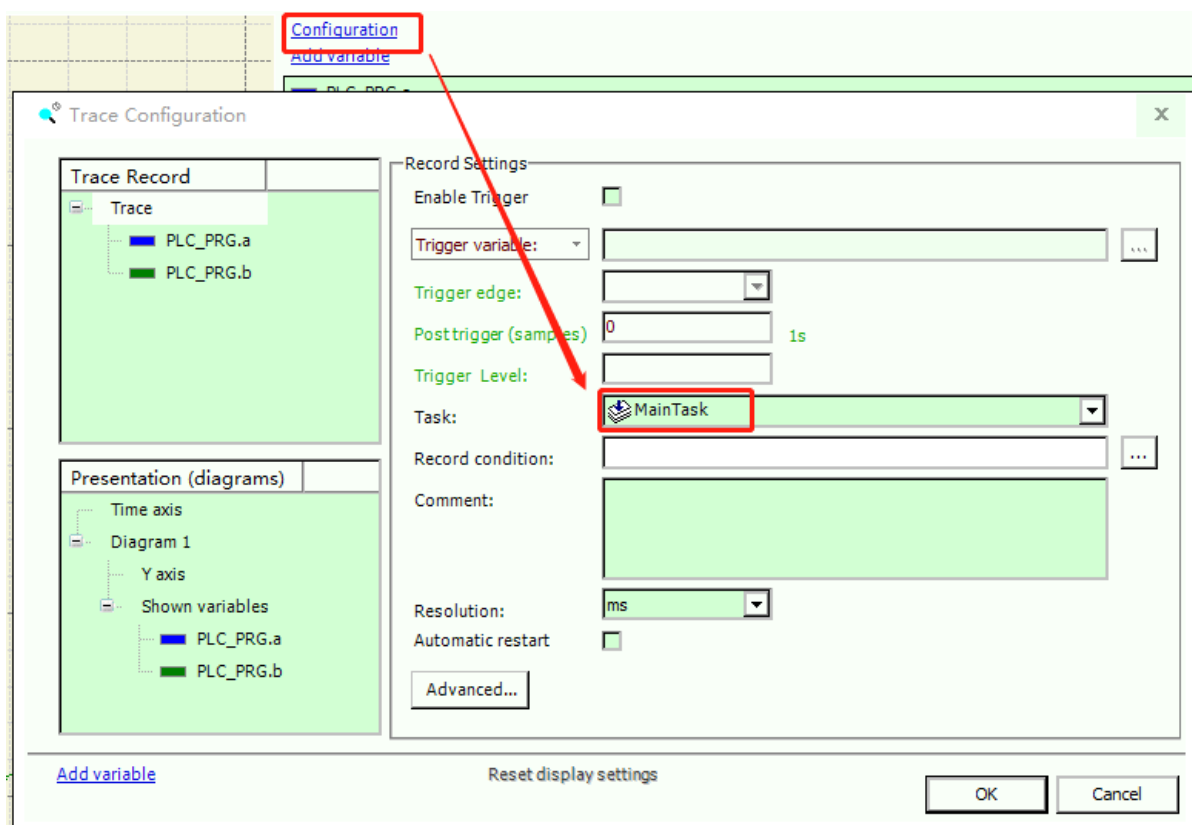 Configuration
Add variable
PLC_PRG.a
Trace Configuration
x
Trace Record
Trace
PLC_PRG.a
PLC_PRG.b
Presentation (diagrams)
Time axis
Diagram 1
Y axis
Shown variables
PLC_PRG.a
PLC_PRG.b
Record Settings
Enable Trigger
Trigger variable:
...
Trigger edge:
Post trigger (samples) 0 1s
Trigger Level:
Task: MainTask
Record condition: ...
Comment:
Resolution: ms
Automatic restart
Advanced...
Add variable
Reset display settings
OK
Cancel